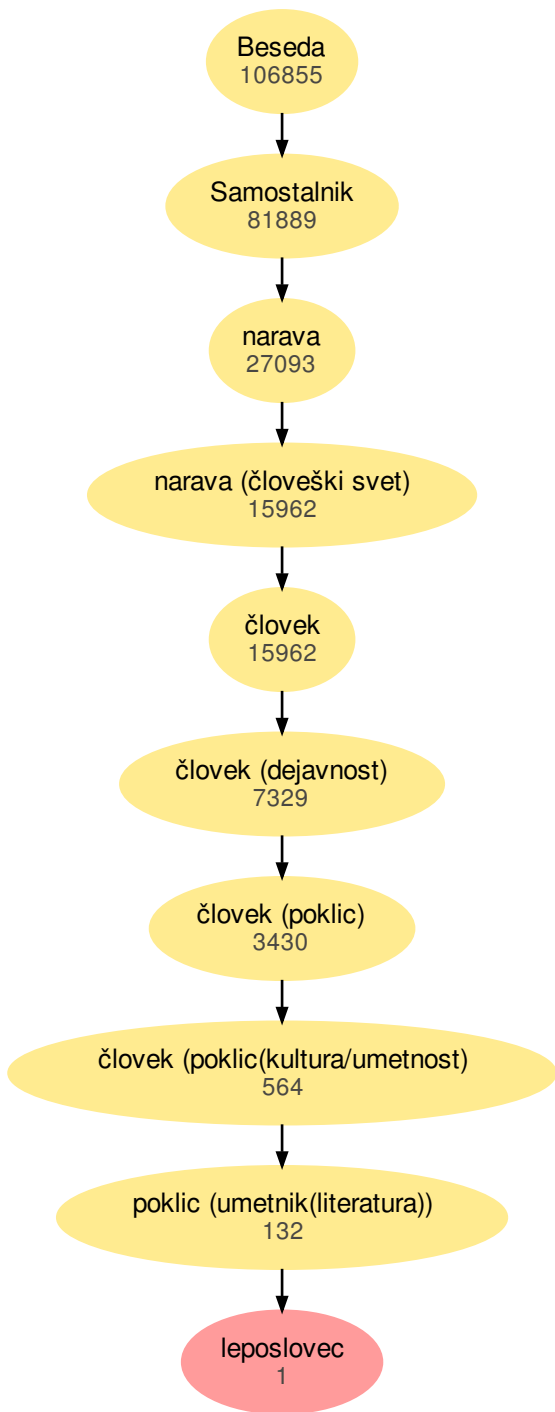 Beseda
106855
Samostalnik
81889
narava
27093
narava (človeški svet)
15962
človek
15962
človek (dejavnost)
7329
človek (poklic)
3430
človek (poklic(kultura/umetnost)
564
poklic (umetnik(literatura))
132
leposlovec
1